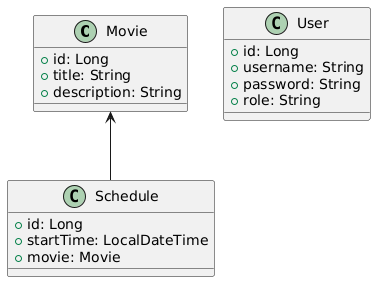 C Movie
id: Long
title: String
description: String
C User
id: Long
username: String
password: String
role: String
C Schedule
id: Long
startTime: LocalDateTime
movie: Movie